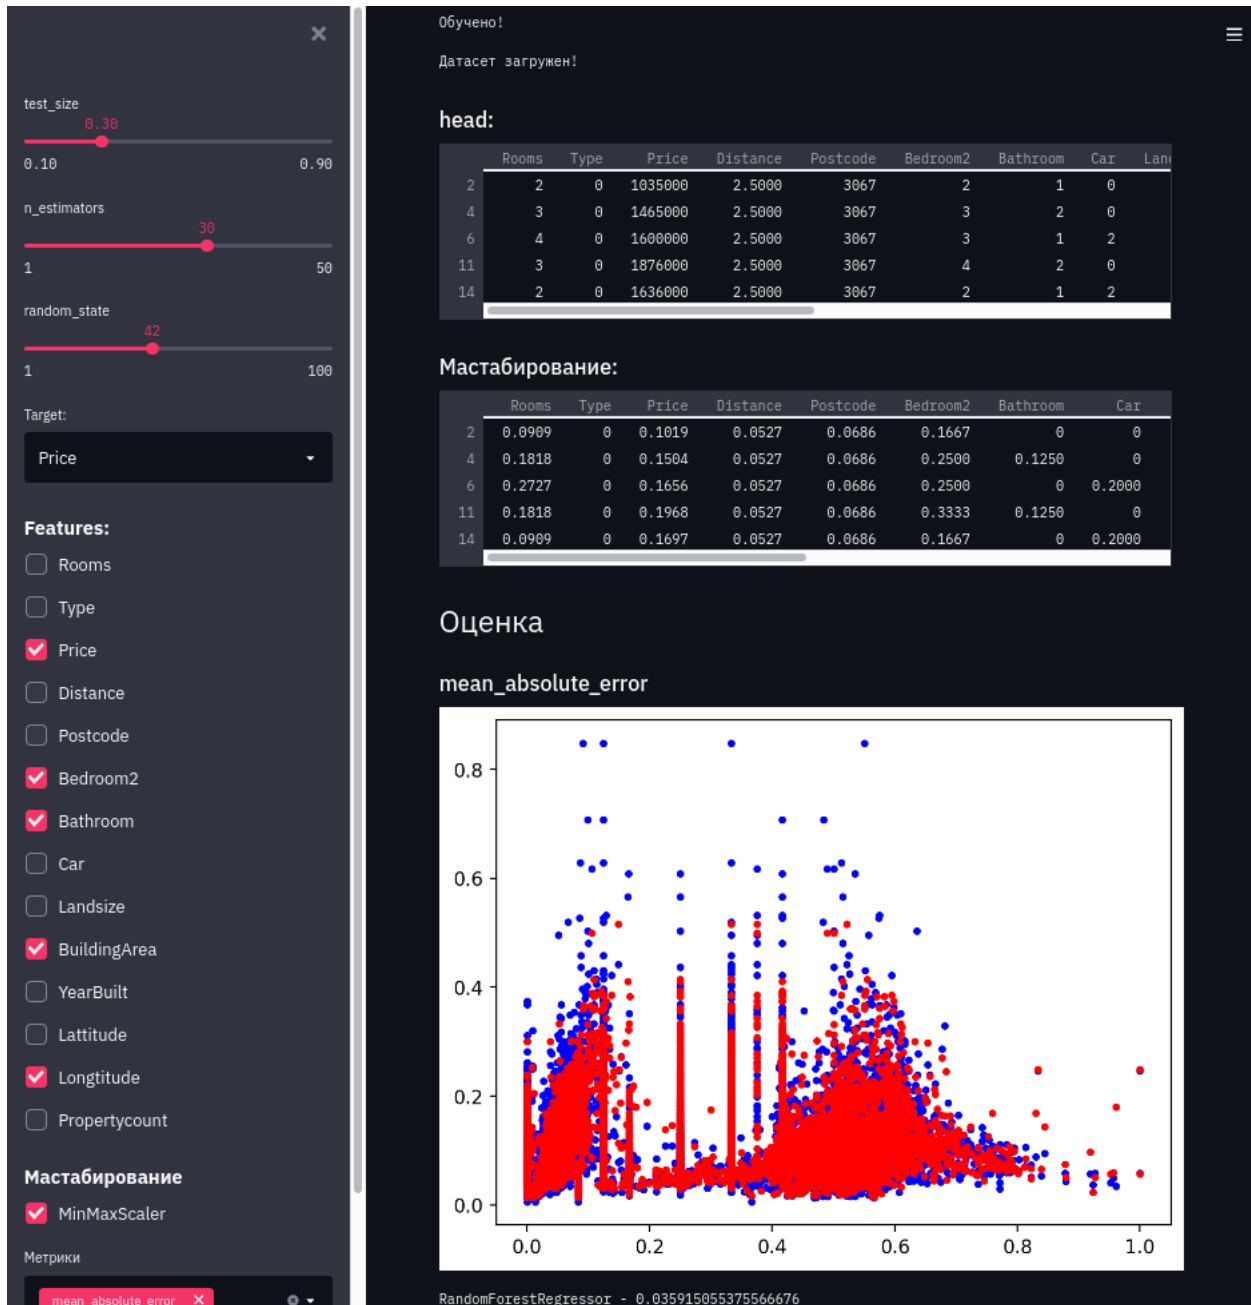 ×
test_size
0.30
0.10 0.90
n_estimators
30
1 50
random_state
42
1 100
Target:
Price
Features:
Rooms
Type
Price
Distance
Postcode
Bedroom2
Bathroom
Car
Landsize
BuildingArea
YearBuilt
Lattitude
Longtitude
Propertycount
Мастабирование
MinMaxScaler
Метрики
mean_absolute_error ×
Обучено!
Датасет загружен!
head:
Rooms Type Price Distance Postcode Bedroom2 Bathroom Car Lan
2 2 0 1035000 2.5000 3067 2 1 0
4 3 0 1465000 2.5000 3067 3 2 0
6 4 0 1600000 2.5000 3067 3 1 2
11 3 0 1876000 2.5000 3067 4 2 0
14 2 0 1636000 2.5000 3067 2 1 2
Мастабирование:
Rooms Type Price Distance Postcode Bedroom2 Bathroom Car
2 0.0909 0 0.1019 0.0527 0.0686 0.1667 0 0
4 0.1818 0 0.1504 0.0527 0.0686 0.2500 0.1250 0
6 0.2727 0 0.1656 0.0527 0.0686 0.2500 0 0.2000
11 0.1818 0 0.1968 0.0527 0.0686 0.3333 0.1250 0
14 0.0909 0 0.1697 0.0527 0.0686 0.1667 0 0.2000
Оценка
mean_absolute_error
0.8
0.6
0.4
0.2
0.0
0.0 0.2 0.4 0.6 0.8 1.0
RandomForestRegressor - 0.035915055375566676